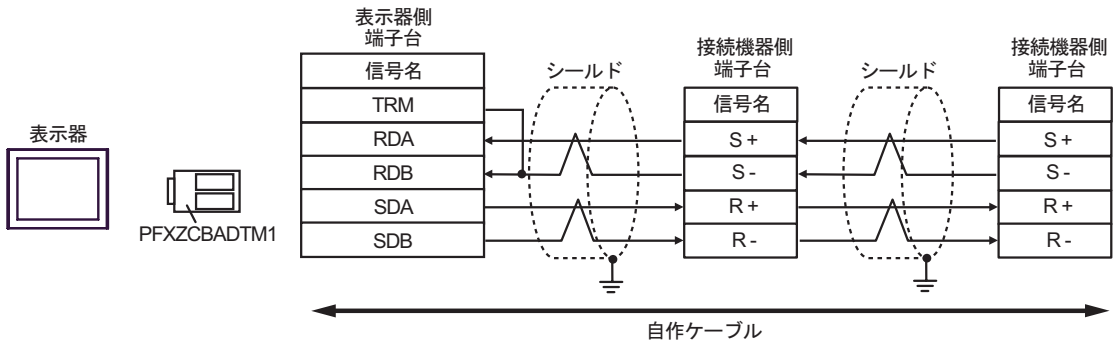 表示器
PFXZCBADTM1
表示器側
端子台
信号名
TRM
RDA
RDB
SDA
SDB
シールド
接続機器側
端子台
信号名
S +
S -
R +
R -
シールド
接続機器側
端子台
信号名
S +
S -
R +
R -
自作ケーブル